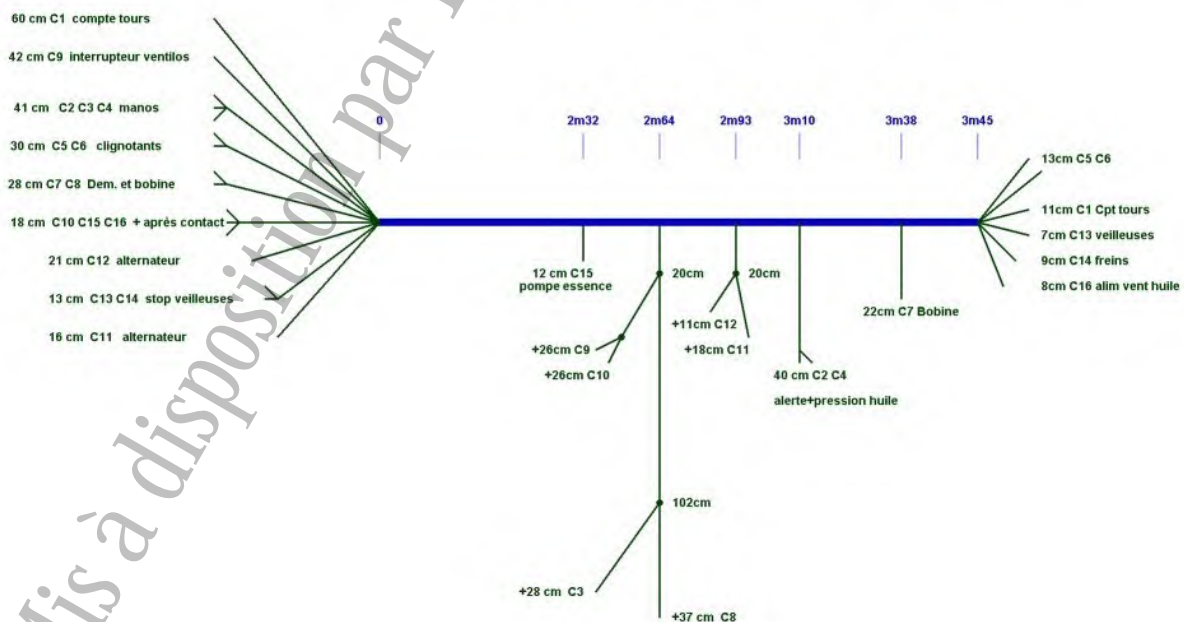 60 cm C1 compte tours
42 cm C9 interrupteur ventilos
41 cm C2 C3 C4 manos
30 cm C5 C6 clignotants
28 cm C7 C8 Dem. et bobine
18 cm C10 C15 C16 + après contact
21 cm C12 alternateur
13 cm C13 C14 stop veilleuses
16 cm C11 alternateur
0
2m32
2m64
2m93
3m10
3m38
3m45
12 cm C15
pompe essence
20cm
+26cm C9
+26cm C10
102cm
+28 cm C3
+37 cm C8
20cm
+11cm C12
+18cm C11
40 cm C2 C4
alerte+pression huile
22cm C7 Bobine
13cm C5 C6
11cm C1 Cpt tours
7cm C13 veilleuses
9cm C14 freins
8cm C16 alim vent huile
Mis à disposition par